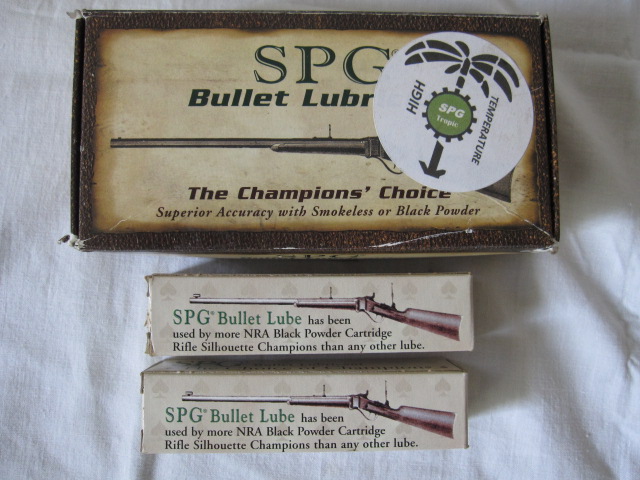 SPG
Bullet Lubr
HIGH
TEMPERATURE
SPG
Tropic
The Champions' Choice
Superior Accuracy with Smokeless or Black Powder
SPG® Bullet Lube has been
used by more NRA Black Powder Cartridge
Rifle Silhouette Champions than any other lube.
SPG® Bullet Lube has been
used by more NRA Black Powder Cartridge
Rifle Silhouette Champions than any other lube.